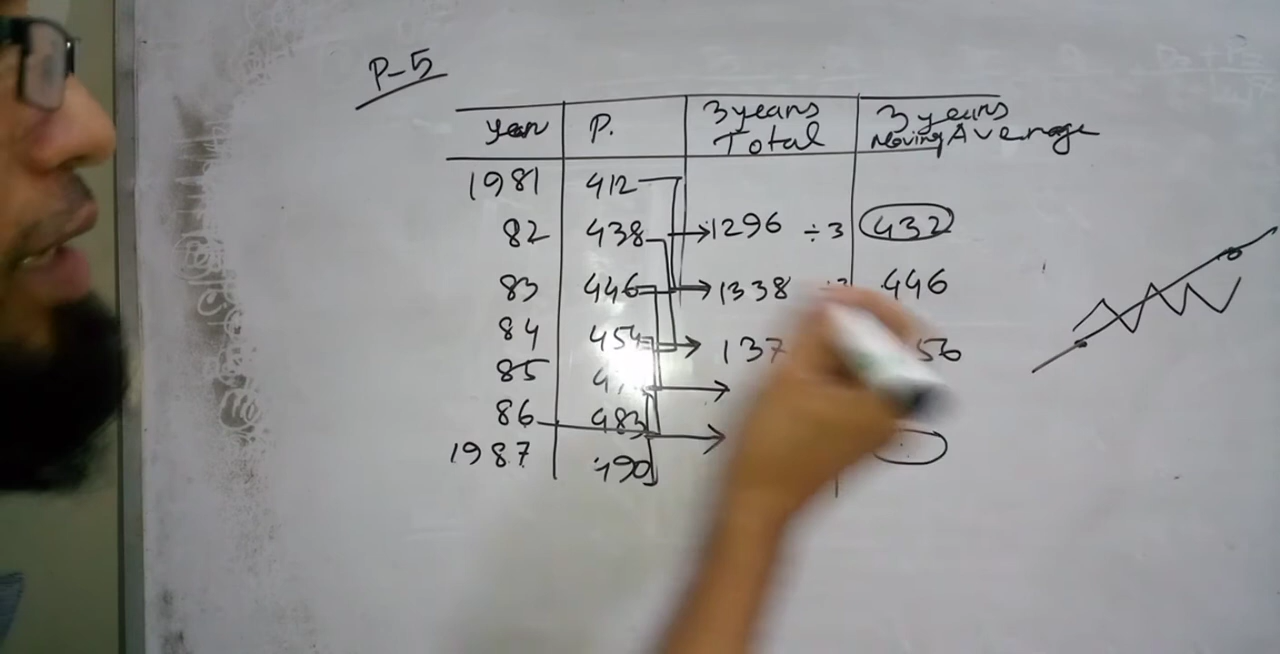 P-5
year P. 3 years Total 3 years Moving Average
1981 412
82 438 1296 ÷3 432
83 446 1338 446
84 454
85
86 483
1987 490